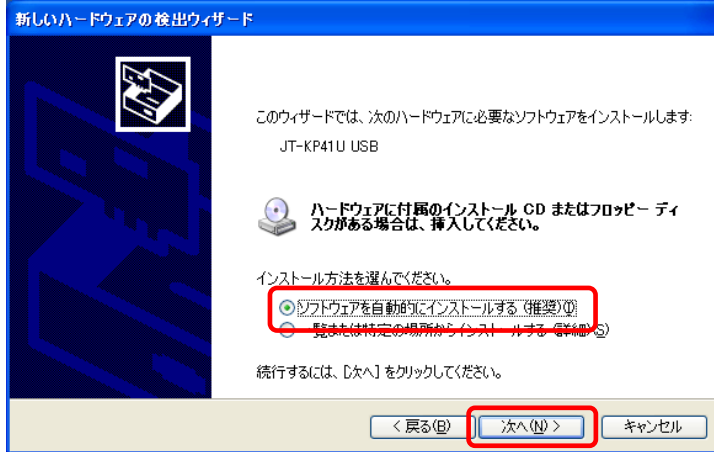 新しいハードウェアの検出ウィザード
このウィザードでは、次のハードウェアに必要なソフトウェアをインストールします:
JT-KP41U USB
ハードウェアに付属のインストール CD またはフロッピー ディ
スクがある場合は、挿入してください。
インストール方法を選んでください。
ソフトウェアを自動的にインストールする (推奨)(I)
一覧または特定の場所からインストールする (詳細)(S)
続行するには、[次へ] をクリックしてください。
< 戻る(B)
次へ(N) >
キャンセル